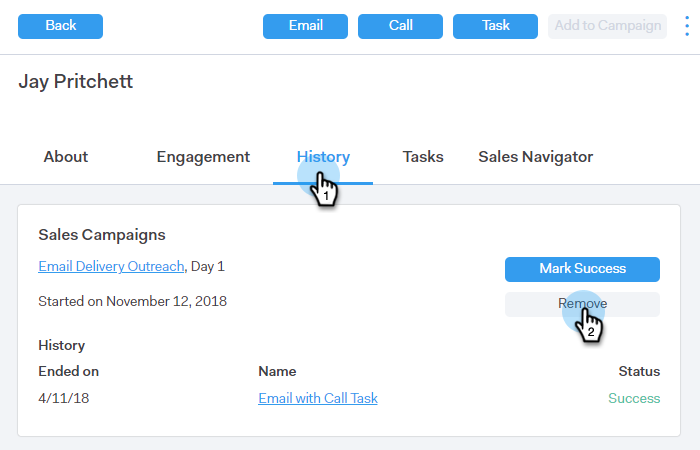 Back Email Call Task Add to Campaign
Jay Pritchett
About Engagement History Tasks Sales Navigator
1
Sales Campaigns
Email Delivery Outreach, Day 1
Mark Success
Started on November 12, 2018
Remove
2
History
Ended on Name Status
4/11/18 Email with Call Task Success